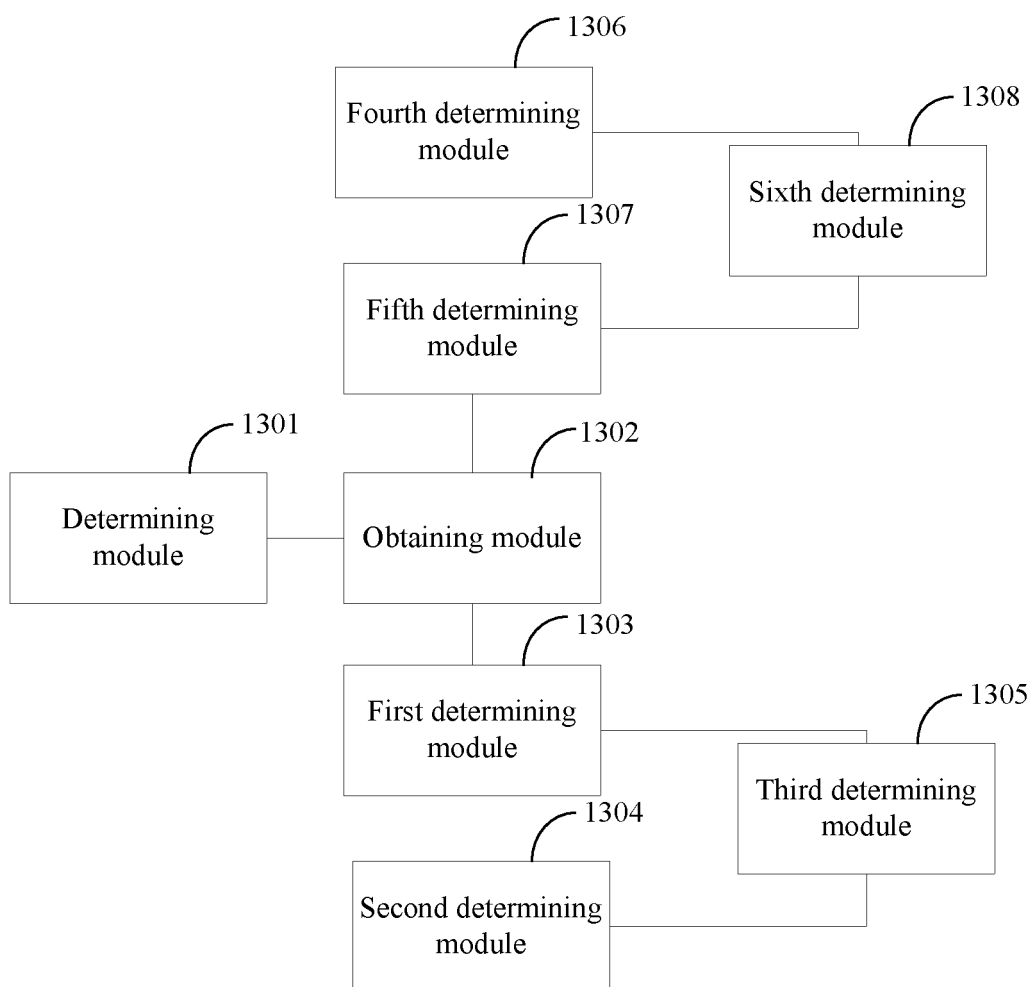 1306
Fourth determining
module
1308
Sixth determining
module
1307
Fifth determining
module
1301
Determining
module
1302
Obtaining module
1303
First determining
module
1305
Third determining
module
1304
Second determining
module